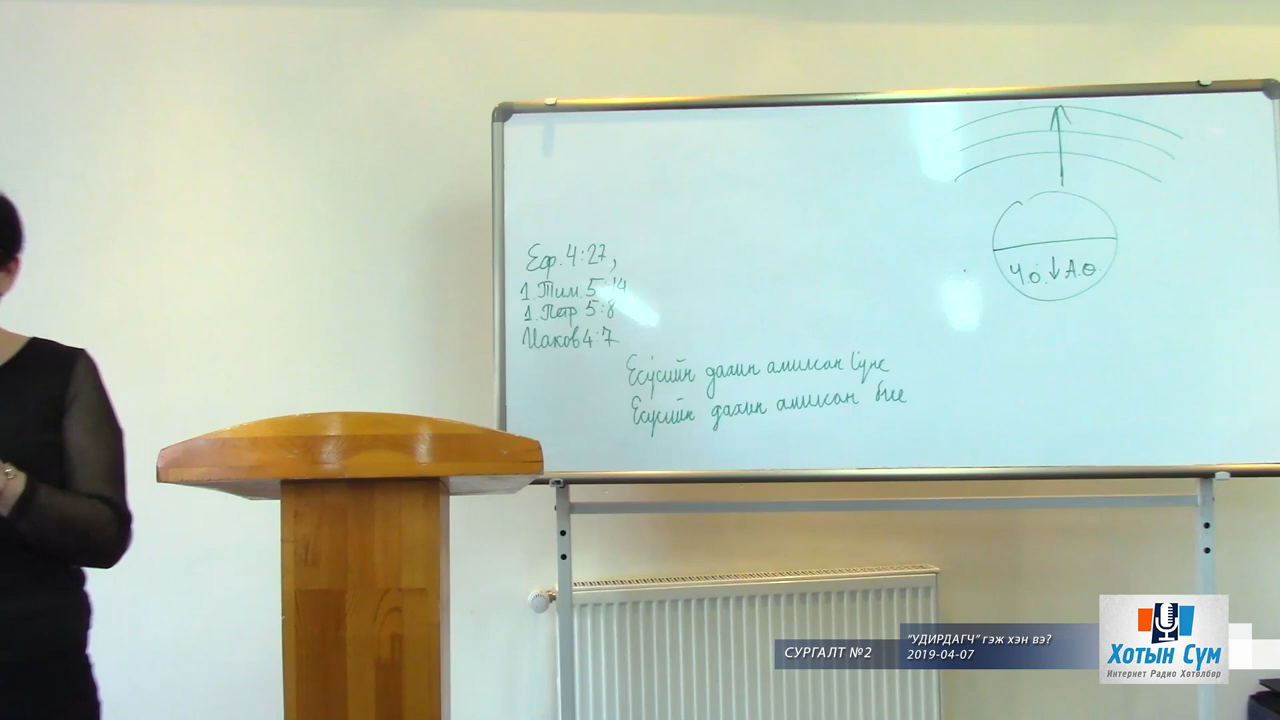 Еф. 4:27,
1. Тим 5:14
1. Петр 5:8
Иаков 4:7
Есүсийн дахин амилсан Сүнс
Есүсийн дахин амилсан бие
Ч.Ө. ↓ А.Ө.
СУРГАЛТ №2
"УДИРДАГЧ" гэж хэн вэ?
2019-04-07
Хотын Сүм
Интернет Радио Хөтөлбөр